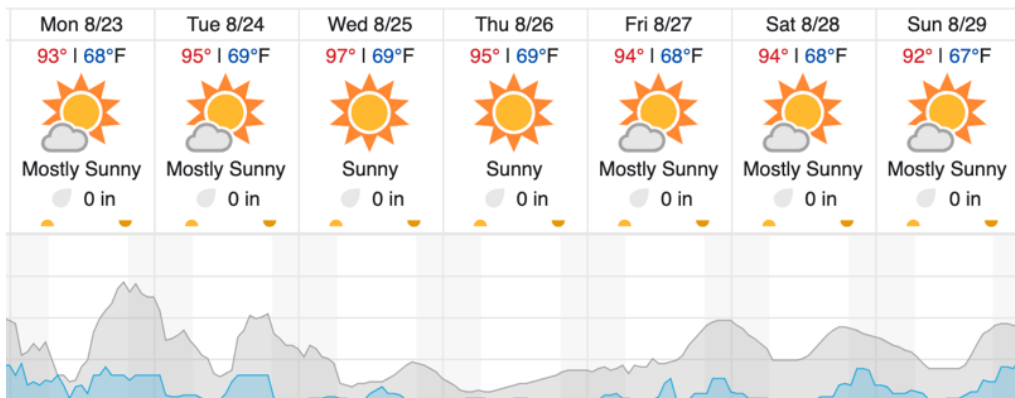 Mon 8/23 Tue 8/24 Wed 8/25 Thu 8/26 Fri 8/27 Sat 8/28 Sun 8/29
93° | 68°F 95° | 69°F 97° | 69°F 95° | 69°F 94° | 68°F 94° | 68°F 92° | 67°F
Mostly Sunny Mostly Sunny Sunny Sunny Mostly Sunny Mostly Sunny Mostly Sunny
0 in 0 in 0 in 0 in 0 in 0 in 0 in